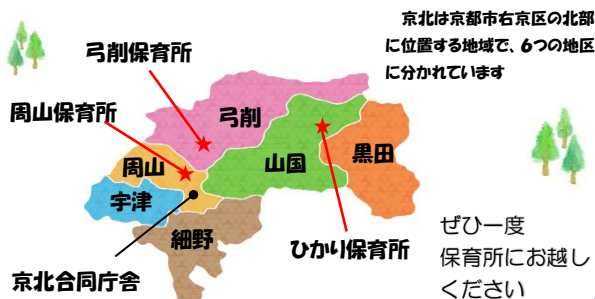 京北は京都市右京区の北部
に位置する地域で、6つの地区
に分かれています
弓削保育所
周山保育所
弓削
周山
山国
黒田
宇津
細野
ひかり保育所
京北合同庁舎
ぜひ一度
保育所にお越し
ください